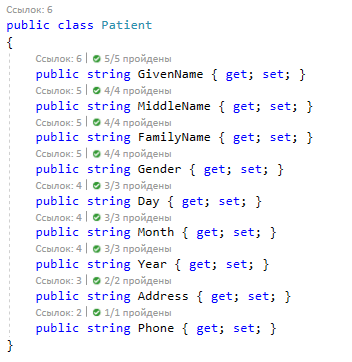 Ссылок: 6
public class Patient
{
Ссылок: 6 | 5/5 пройдены
public string GivenName { get; set; }
Ссылок: 5 | 4/4 пройдены
public string MiddleName { get; set; }
Ссылок: 5 | 4/4 пройдены
public string FamilyName { get; set; }
Ссылок: 5 | 4/4 пройдены
public string Gender { get; set; }
Ссылок: 4 | 3/3 пройдены
public string Day { get; set; }
Ссылок: 4 | 3/3 пройдены
public string Month { get; set; }
Ссылок: 4 | 3/3 пройдены
public string Year { get; set; }
Ссылок: 3 | 2/2 пройдены
public string Address { get; set; }
Ссылок: 2 | 1/1 пройдены
public string Phone { get; set; }
}